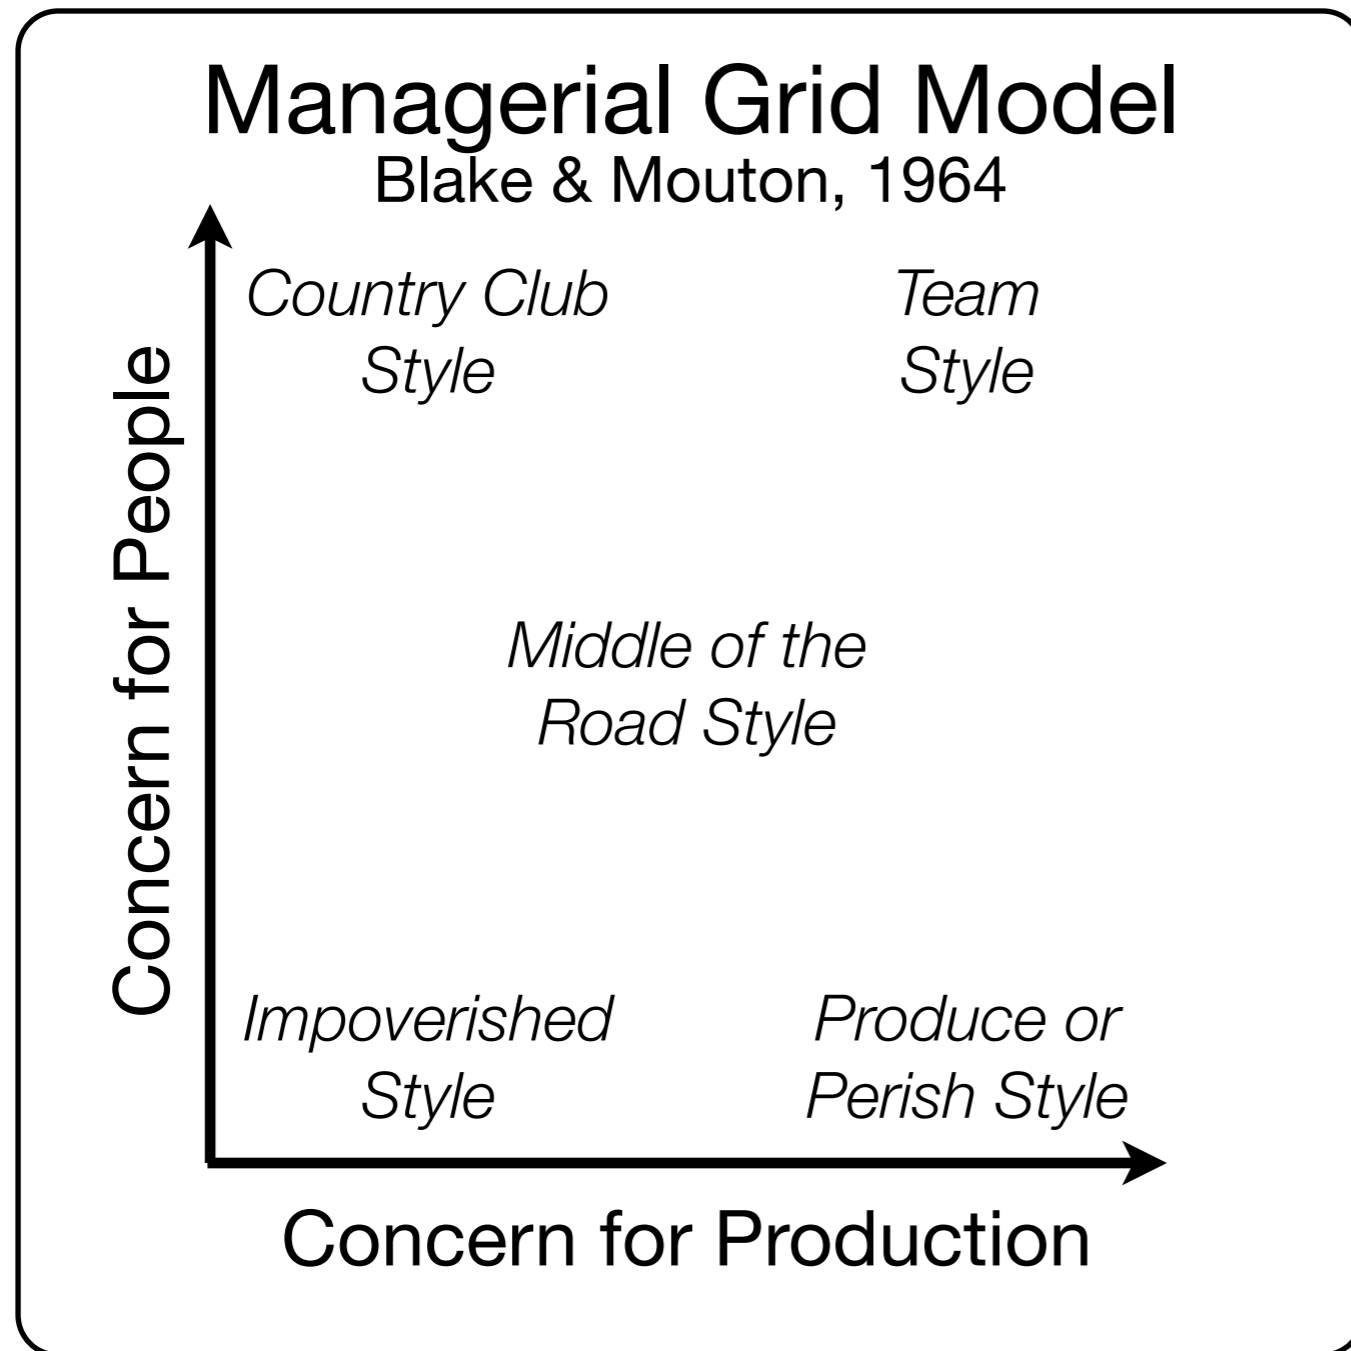 Managerial Grid Model
Blake & Mouton, 1964
Country Club
Style
Team
Style
Concern for People
Middle of the
Road Style
Impoverished
Style
Produce or
Perish Style
Concern for Production